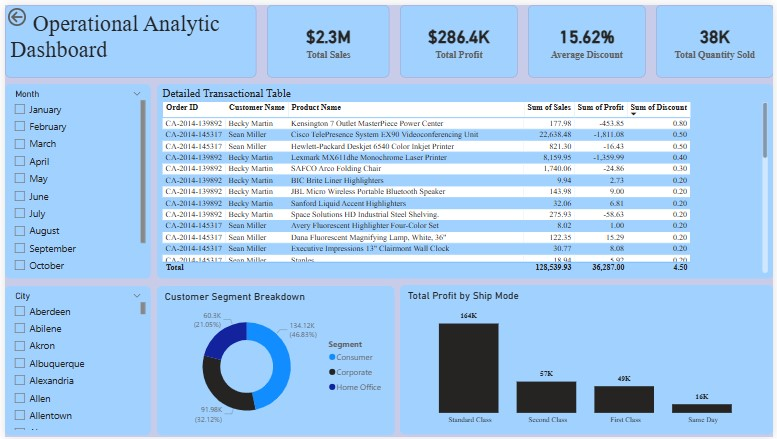 Operational Analytic
Dashboard
$2.3M
Total Sales
$286.4K
Total Profit
15.62%
Average Discount
38K
Total Quantity Sold
Month
January
February
March
April
May
June
July
August
September
October
Detailed Transactional Table
Order ID Customer Name Product Name Sum of Sales Sum of Profit Sum of Discount
CA-2014-139892 Becky Martin Kensington 7 Outlet MasterPiece Power Center 177.98 -453.85 0.80
CA-2014-145317 Sean Miller Cisco TelePresence System EX90 Videoconferencing Unit 22,638.48 -1,811.08 0.50
CA-2014-145317 Sean Miller Hewlett-Packard Deskjet 6540 Color Inkjet Printer 821.30 -16.43 0.50
CA-2014-139892 Becky Martin Lexmark MX611dhe Monochrome Laser Printer 8,159.95 -1,359.99 0.40
CA-2014-139892 Becky Martin SAFCO Arco Folding Chair 1,740.06 -24.86 0.30
CA-2014-139892 Becky Martin BIC Brite Liner Highlighters 9.94 2.73 0.20
CA-2014-139892 Becky Martin JBL Micro Wireless Portable Bluetooth Speaker 143.98 9.00 0.20
CA-2014-139892 Becky Martin Sanford Liquid Accent Highlighters 32.06 6.81 0.20
CA-2014-139892 Becky Martin Space Solutions HD Industrial Steel Shelving. 275.93 -58.63 0.20
CA-2014-145317 Sean Miller Avery Fluorescent Highlighter Four-Color Set 8.02 1.00 0.20
CA-2014-145317 Sean Miller Dana Fluorescent Magnifying Lamp, White, 36" 122.35 15.29 0.20
CA-2014-145317 Sean Miller Executive Impressions 13" Clairmont Wall Clock 30.77 8.08 0.20
CA-2014-145317 Sean Miller Staples 18.94 5.92 0.20
Total 128,539.93 36,287.00 4.50
City
Aberdeen
Abilene
Akron
Albuquerque
Alexandria
Allen
Allentown
Customer Segment Breakdown
60.3K
(21.05%)
134.12K
(46.83%)
91.98K
(32.12%)
Segment
Consumer
Corporate
Home Office
Total Profit by Ship Mode
164K
57K
49K
16K
Standard Class
Second Class
First Class
Same Day